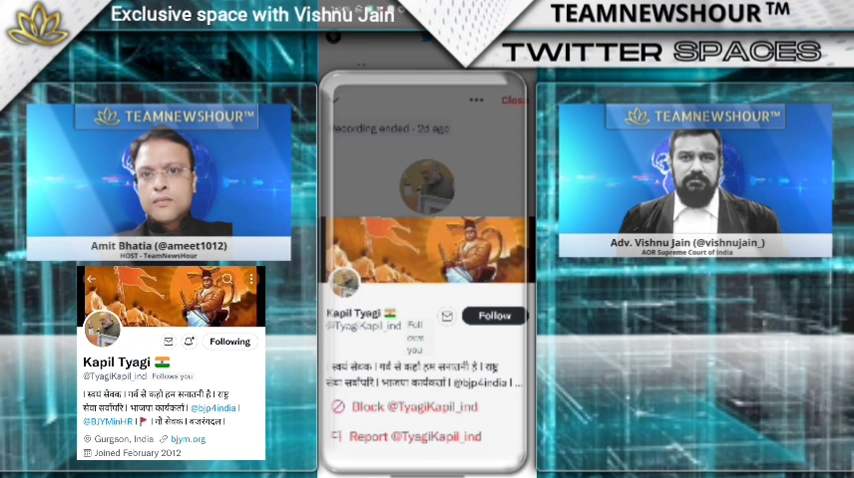 Exclusive space with Vishnu Jain
TEAMNEWSHOUR™
TWITTER SPACES
TEAMNEWSHOUR™
Amit Bhatia (@ameet1012)
HOST - TeamNewsHour
Kapil Tyagi
@TyagiKapil_ind Follows you
Following
। स्वयं सेवक । गर्व से कहो हम सनातनी है । राष्ट्र
सेवा सर्वोपरि । भाजपा कार्यकर्ता । @bjp4india ।
@BJYMinHR । । गौ सेवक । बजरंगदल ।
Gurgaon, India bjym.org
Joined February 2012
Close
Recording ended - 2d ago
Kapil Tyagi
@TyagiKapil_ind
Foll
ows
you
Follow
। स्वयं सेवक । गर्व से कहो हम सनातनी है । राष्ट्र
सेवा सर्वोपरि । भाजपा कार्यकर्ता । @bjp4india । ...
Block @TyagiKapil_ind
Report @TyagiKapil_ind
TEAMNEWSHOUR™
Adv. Vishnu Jain (@vishnujain_)
AOR Supreme Court of India